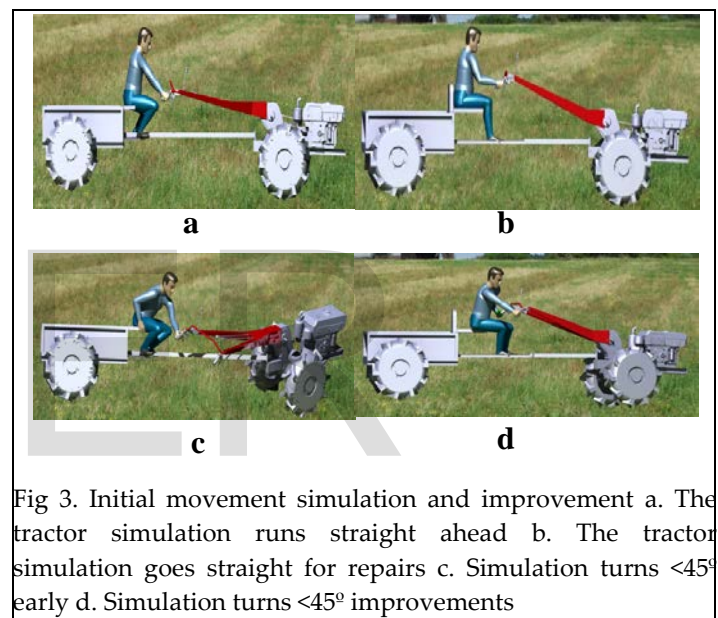 a
b
ER
c
d
Fig 3. Initial movement simulation and improvement a. The
tractor simulation runs straight ahead b. The tractor
simulation goes straight for repairs c. Simulation turns <45º
early d. Simulation turns <45º improvements